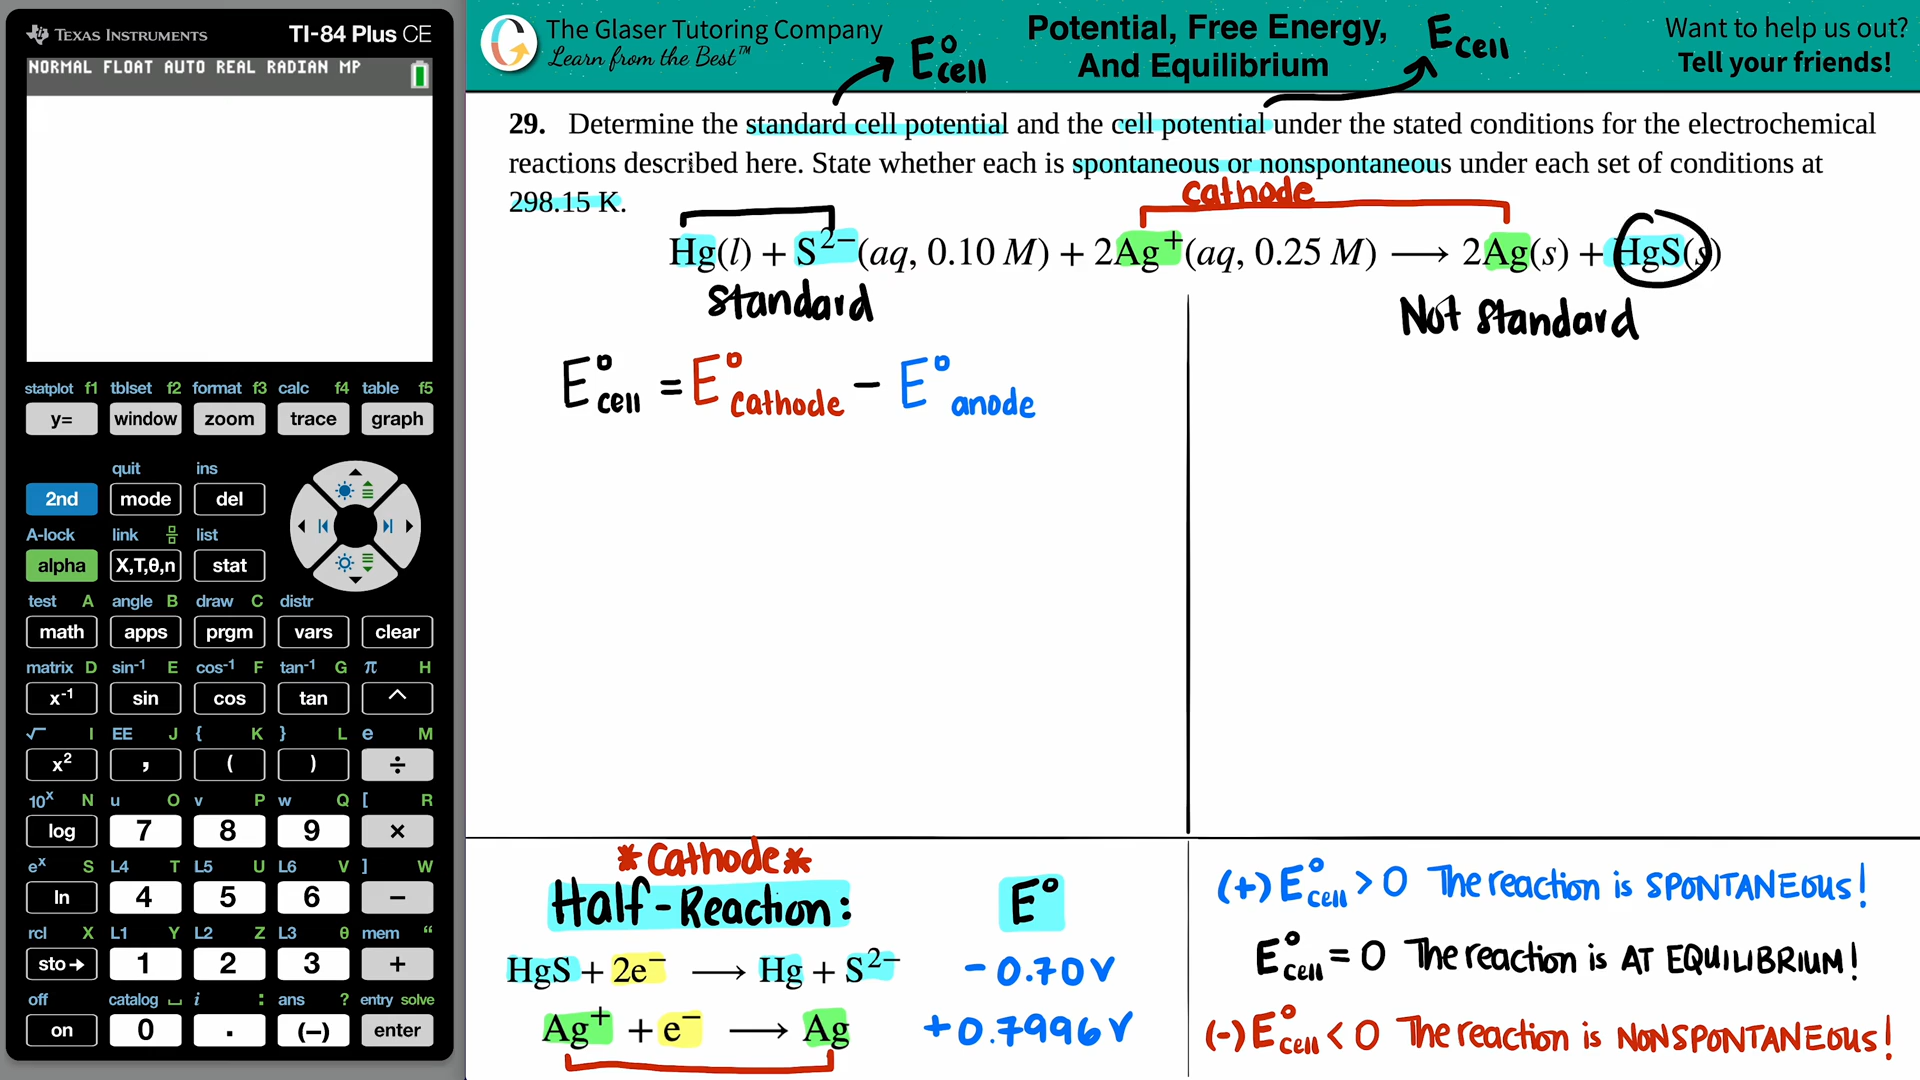 TEXAS INSTRUMENTS TI-84 Plus CE
NORMAL FLOAT AUTO REAL RADIAN MP
statplot f1 tblset f2 format f3 calc f4 table f5
y= window zoom trace graph
quit ins
2nd mode del
A-lock link list
alpha X,T,θ,n stat
test A angle B draw C distr
math apps prgm vars clear
matrix D sin⁻¹ E cos⁻¹ F tan⁻¹ G π H
x⁻¹ sin cos tan ^
√ I EE J { K } L e M
x² , ( ) ÷
10ˣ N u O v P w Q [ R
log 7 8 9 ×
eˣ S L4 T L5 U L6 V ] W
ln 4 5 6 −
rcl X L1 Y L2 Z L3 θ mem “
sto→ 1 2 3 +
off catalog ⎵ i : ans ? entry solve
on 0 . (−) enter
The Glaser Tutoring Company
Learn from the Best™
E°cell
Potential, Free Energy,
And Equilibrium
Ecell
Want to help us out?
Tell your friends!
29. Determine the standard cell potential and the cell potential under the stated conditions for the electrochemical
reactions described here. State whether each is spontaneous or nonspontaneous under each set of conditions at
298.15 K.
cathode
Hg(l) + S²⁻(aq, 0.10 M) + 2Ag⁺(aq, 0.25 M) ⟶ 2Ag(s) + HgS(s)
Standard
Not Standard
E°cell = E°cathode − E°anode
*Cathode*
Half-Reaction: E°
HgS + 2e⁻ ⟶ Hg + S²⁻ -0.70V
Ag⁺ + e⁻ ⟶ Ag +0.7996V
(+) E°cell > 0 The reaction is SPONTANEOUS!
E°cell = 0 The reaction is AT EQUILIBRIUM!
(-) E°cell < 0 The reaction is NONSPONTANEOUS!